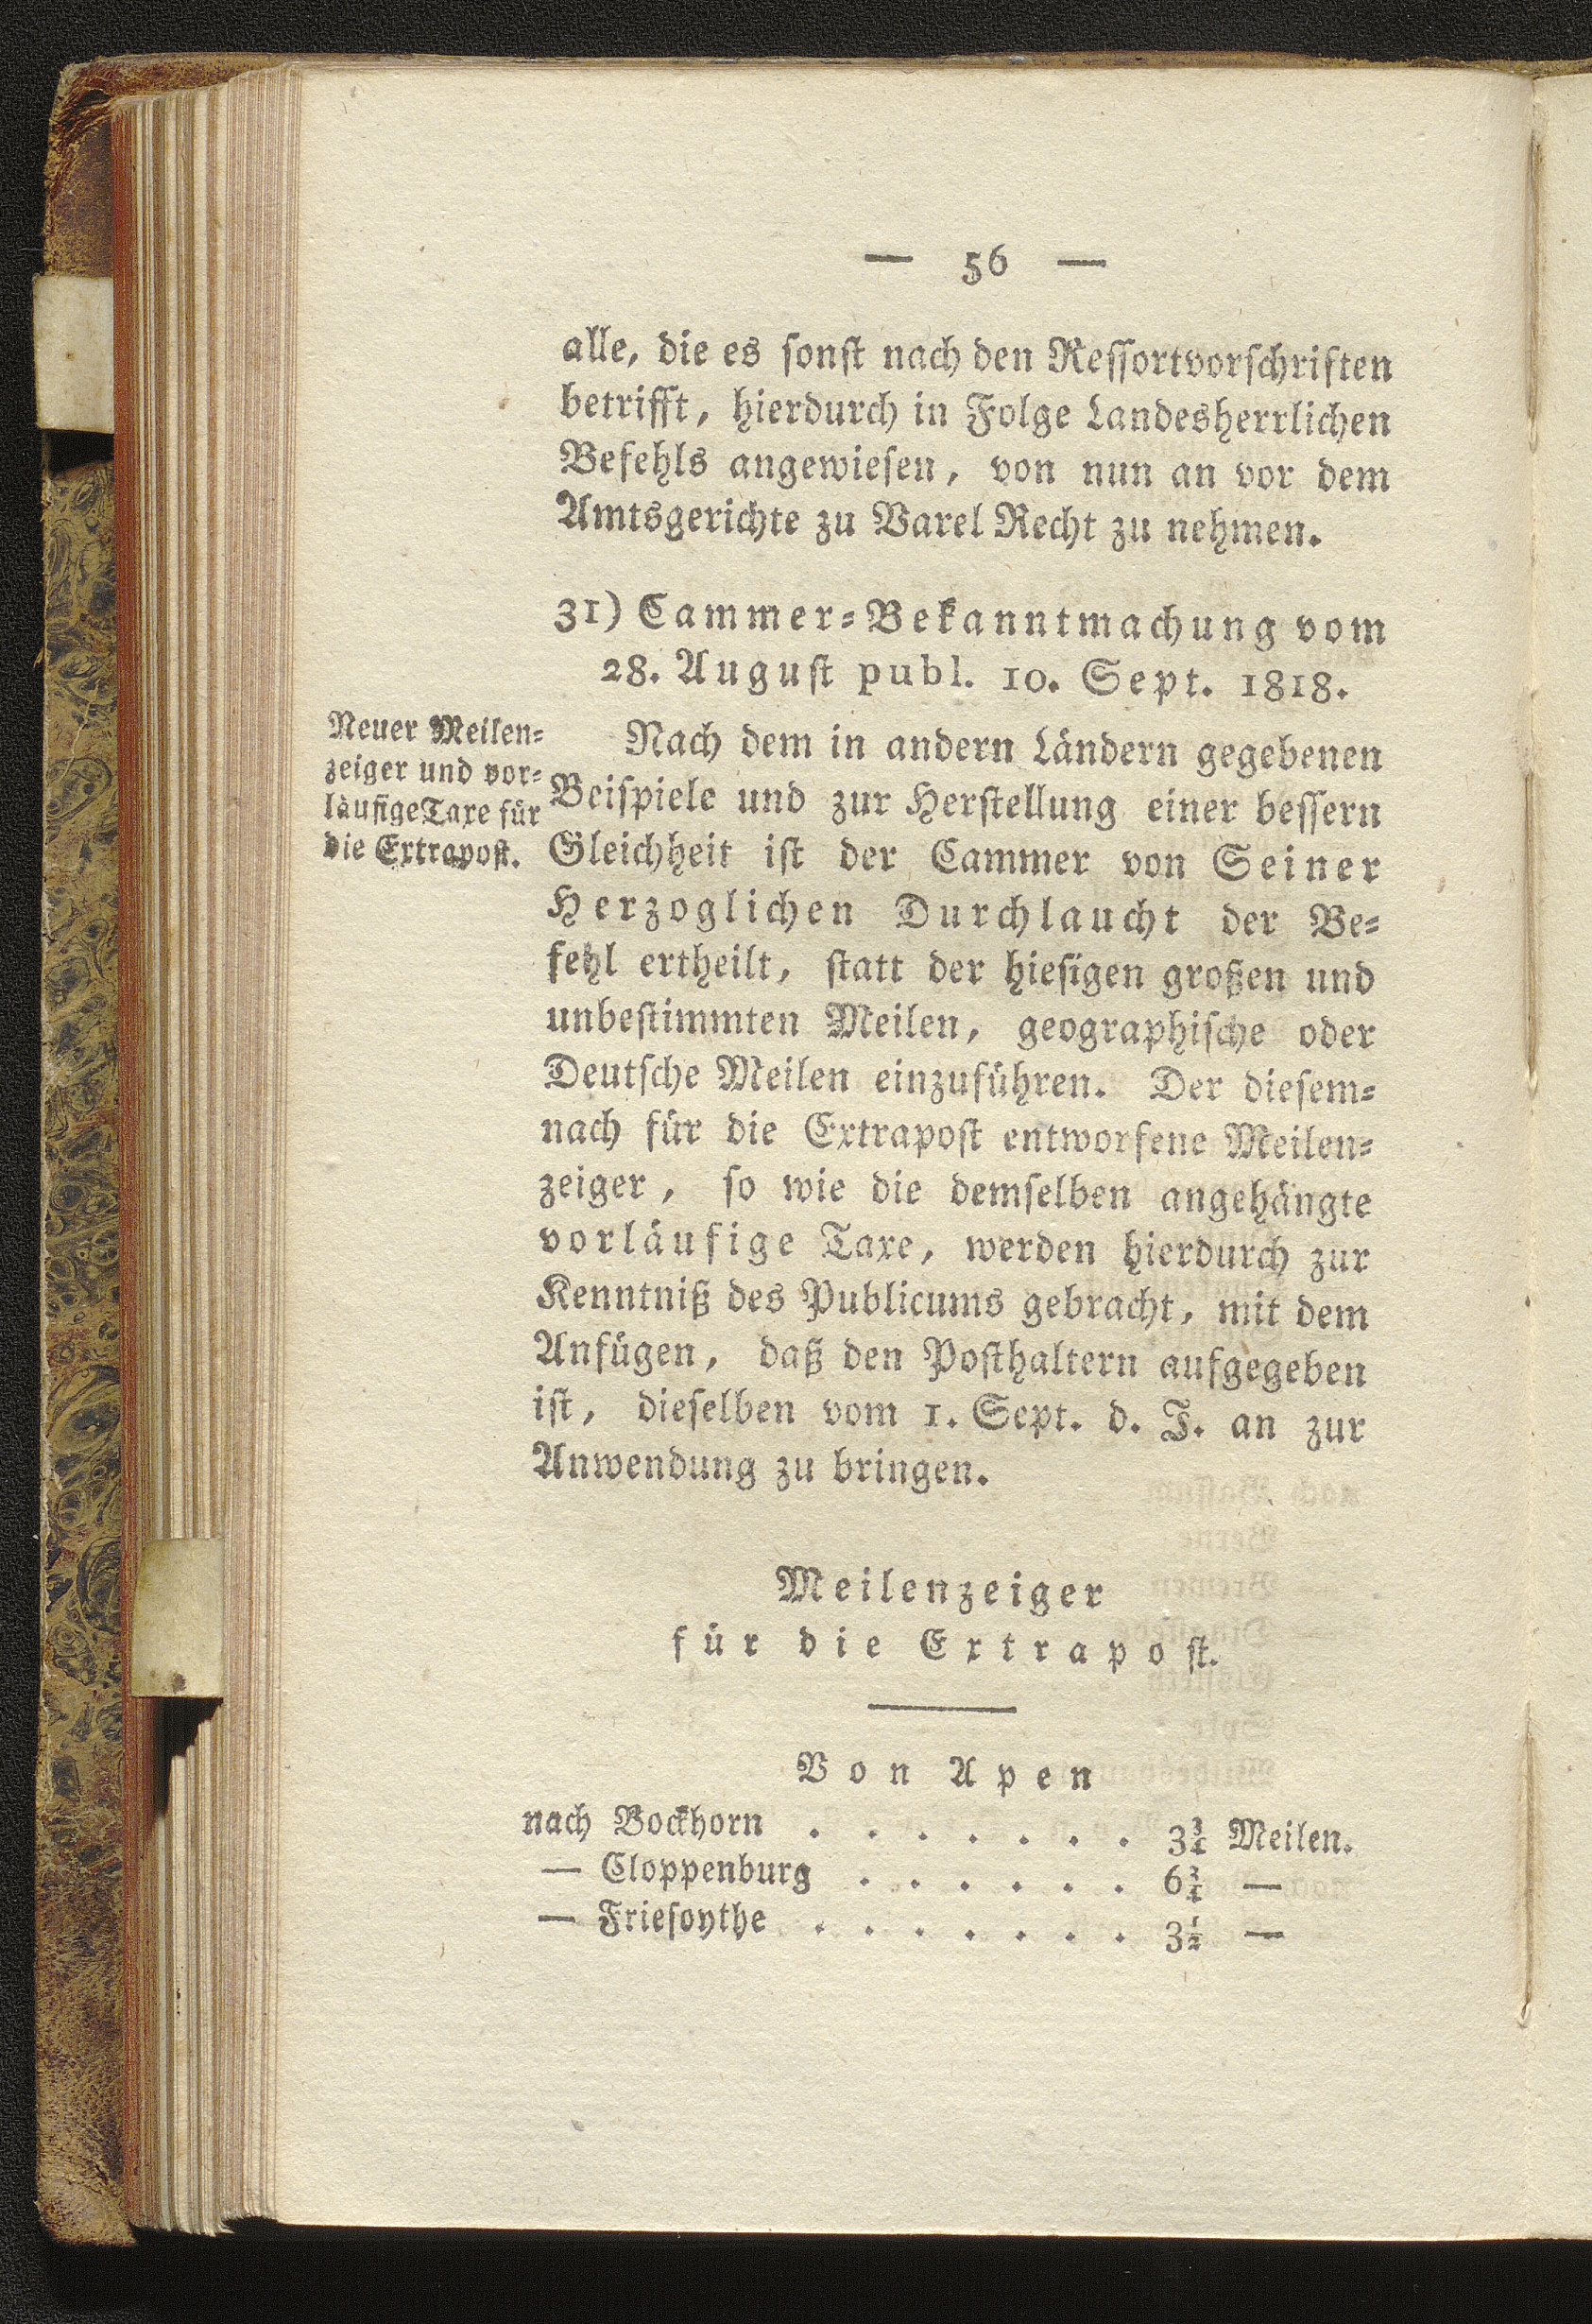 — 56 —
alle, die es sonst nach den Ressortvorschriften
betrifft, hierdurch in Folge Landesherrlichen
Befehls angewiesen, von nun an vor dem
Amtsgerichte zu Varel Recht zu nehmen.
31) Cammer-Bekanntmachung vom
28. August publ. 10. Sept. 1818.
Neuer Meilen-
zeiger und vor-
läufige Taxe für
die Extrapost.
Nach dem in andern Ländern gegebenen
Beispiele und zur Herstellung einer bessern
Gleichheit ist der Cammer von Seiner
Herzoglichen Durchlaucht der Be-
fehl ertheilt, statt der hiesigen großen und
unbestimmten Meilen, geographische oder
Deutsche Meilen einzuführen. Der diesem-
nach für die Extrapost entworfene Meilen-
zeiger, so wie die demselben angehängte
vorläufige Taxe, werden hierdurch zur
Kenntniß des Publicums gebracht, mit dem
Anfügen, daß den Posthaltern aufgegeben
ist, dieselben vom 1. Sept. d. J. an zur
Anwendung zu bringen.
Meilenzeiger
für die Extrapost.
Von Apen
nach Bockhorn . . . . . . . 3¾ Meilen.
— Cloppenburg . . . . . . 6¾ —
— Friesoythe . . . . . . . 3½ —